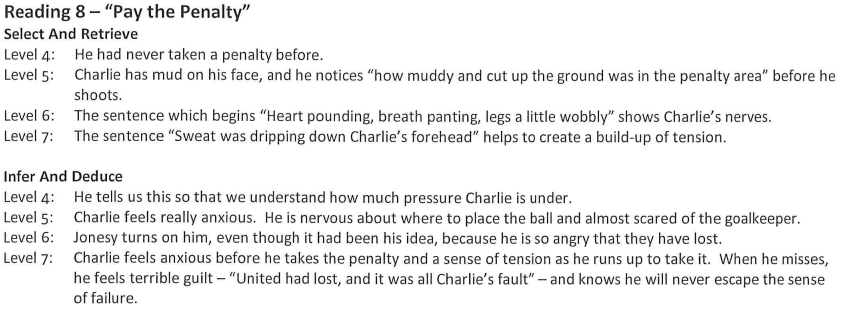 Reading 8 – “Pay the Penalty”
Select And Retrieve
Level 4: He had never taken a penalty before.
Level 5: Charlie has mud on his face, and he notices “how muddy and cut up the ground was in the penalty area” before he
shoots.
Level 6: The sentence which begins “Heart pounding, breath panting, legs a little wobbly” shows Charlie’s nerves.
Level 7: The sentence “Sweat was dripping down Charlie’s forehead” helps to create a build-up of tension.
Infer And Deduce
Level 4: He tells us this so that we understand how much pressure Charlie is under.
Level 5: Charlie feels really anxious. He is nervous about where to place the ball and almost scared of the goalkeeper.
Level 6: Jonesy turns on him, even though it had been his idea, because he is so angry that they have lost.
Level 7: Charlie feels anxious before he takes the penalty and a sense of tension as he runs up to take it. When he misses,
he feels terrible guilt – “United had lost, and it was all Charlie’s fault” – and knows he will never escape the sense
of failure.